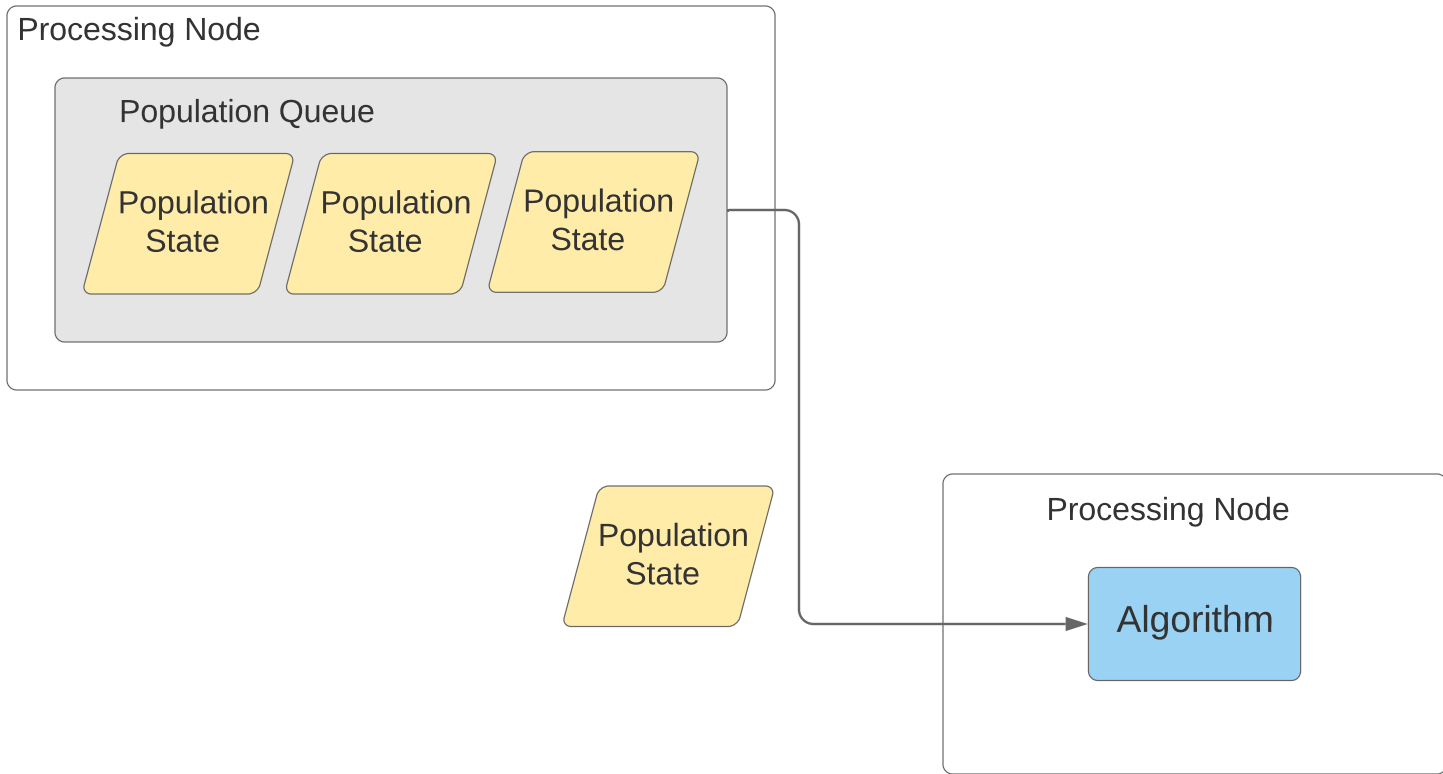 Processing Node
Population Queue
Population
State
Population
State
Population
State
Population
State
Processing Node
Algorithm